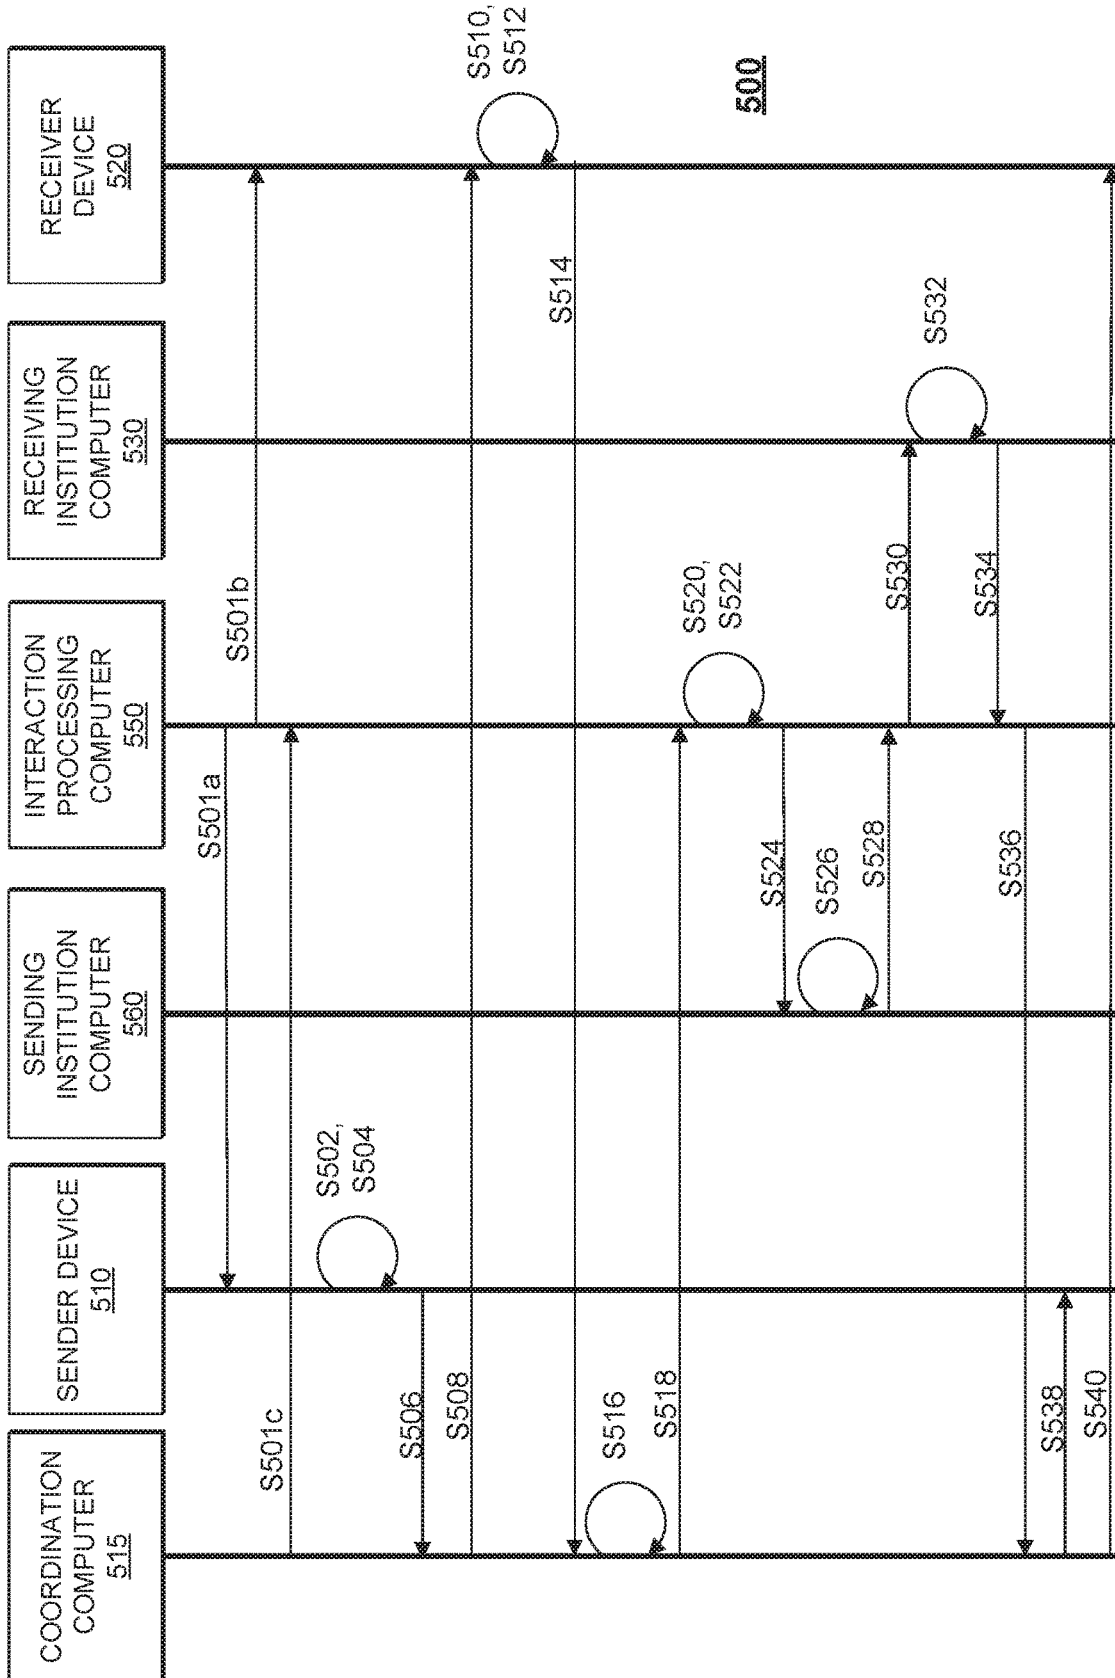 COORDINATION
COMPUTER
515
SENDER DEVICE
510
SENDING
INSTITUTION
COMPUTER
560
INTERACTION
PROCESSING
COMPUTER
550
RECEIVING
INSTITUTION
COMPUTER
530
RECEIVER
DEVICE
520
S501a
S501b
S501c
S502,
S504
S506
S508
S510,
S512
S514
S516
S518
S520,
S522
S524
S526
S528
S530
S532
S534
S536
S538
S540
500